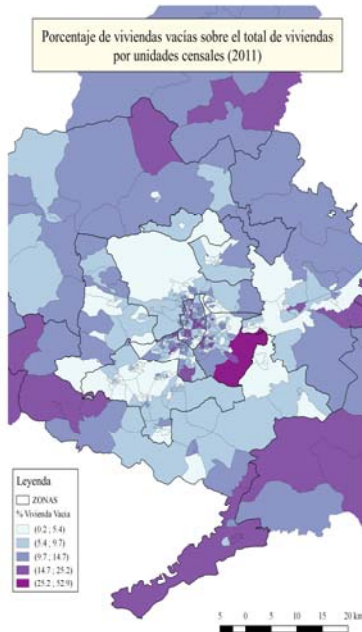 Porcentaje de viviendas vacías sobre el total de viviendas
por unidades censales (2011)
Leyenda
ZONAS
% Vivienda Vacia
(0.2 ; 5.4)
(5.4 ; 9.7)
(9.7 ; 14.7)
(14.7 ; 25.2)
(25.2 ; 52.9)
5 0 5 10 15 20 km